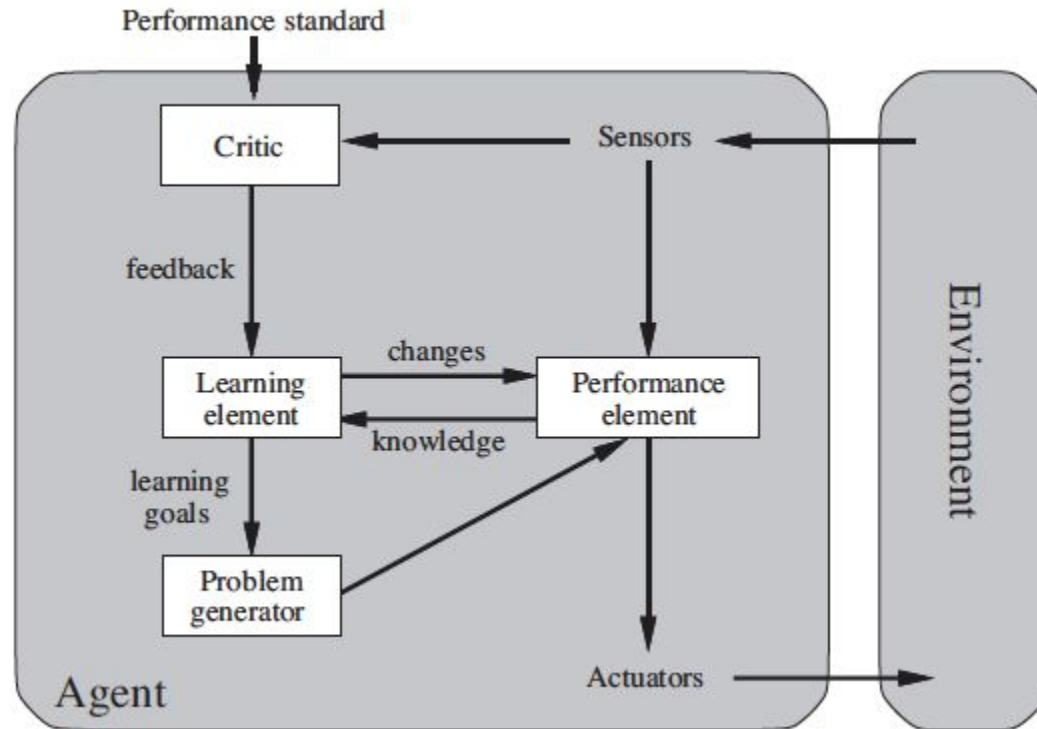 Performance standard
Critic
Sensors
feedback
changes
Learning
element
Performance
element
knowledge
learning
goals
Problem
generator
Agent
Actuators
Environment